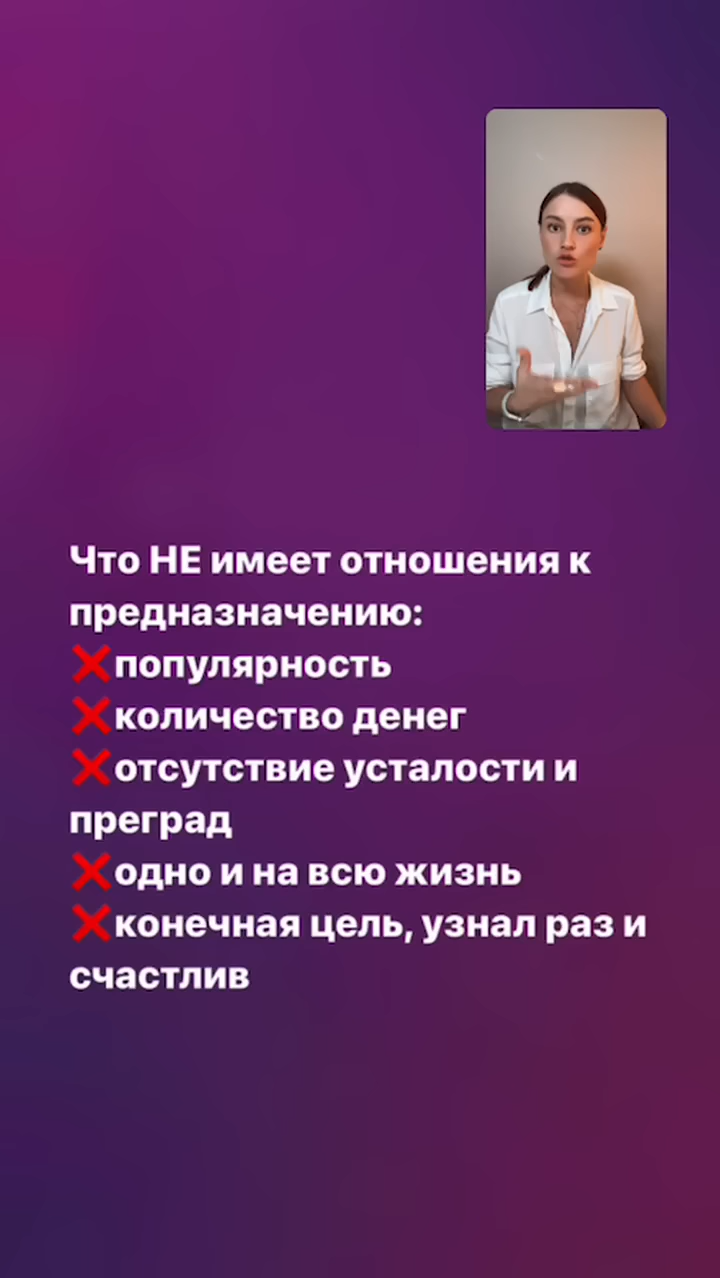 Что НЕ имеет отношения к
предназначению:
❌популярность
❌количество денег
❌отсутствие усталости и
преград
❌одно и на всю жизнь
❌конечная цель, узнал раз и
счастлив